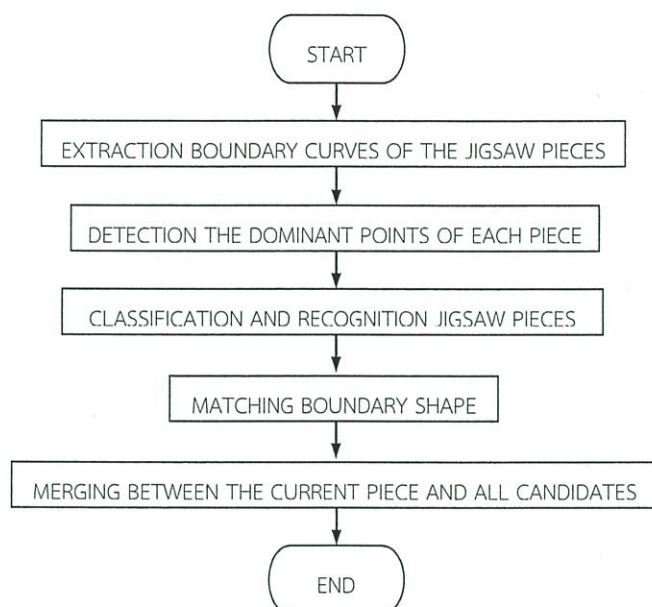 START
EXTRACTION BOUNDARY CURVES OF THE JIGSAW PIECES
DETECTION THE DOMINANT POINTS OF EACH PIECE
CLASSIFICATION AND RECOGNITION JIGSAW PIECES
MATCHING BOUNDARY SHAPE
MERGING BETWEEN THE CURRENT PIECE AND ALL CANDIDATES
END